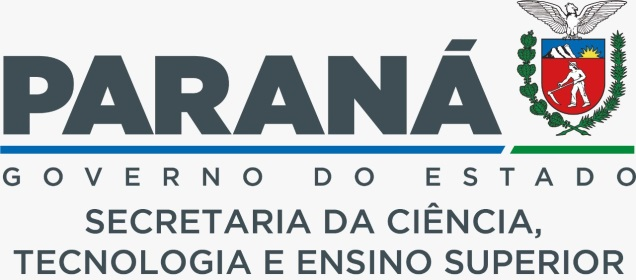 PARANÁ
GOVERNO DO ESTADO
SECRETARIA DA CIÊNCIA,
TECNOLOGIA E ENSINO SUPERIOR